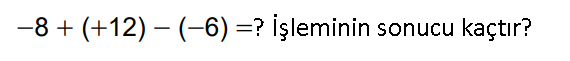 −8 + (+12) − (−6) =? İşleminin sonucu kaçtır?